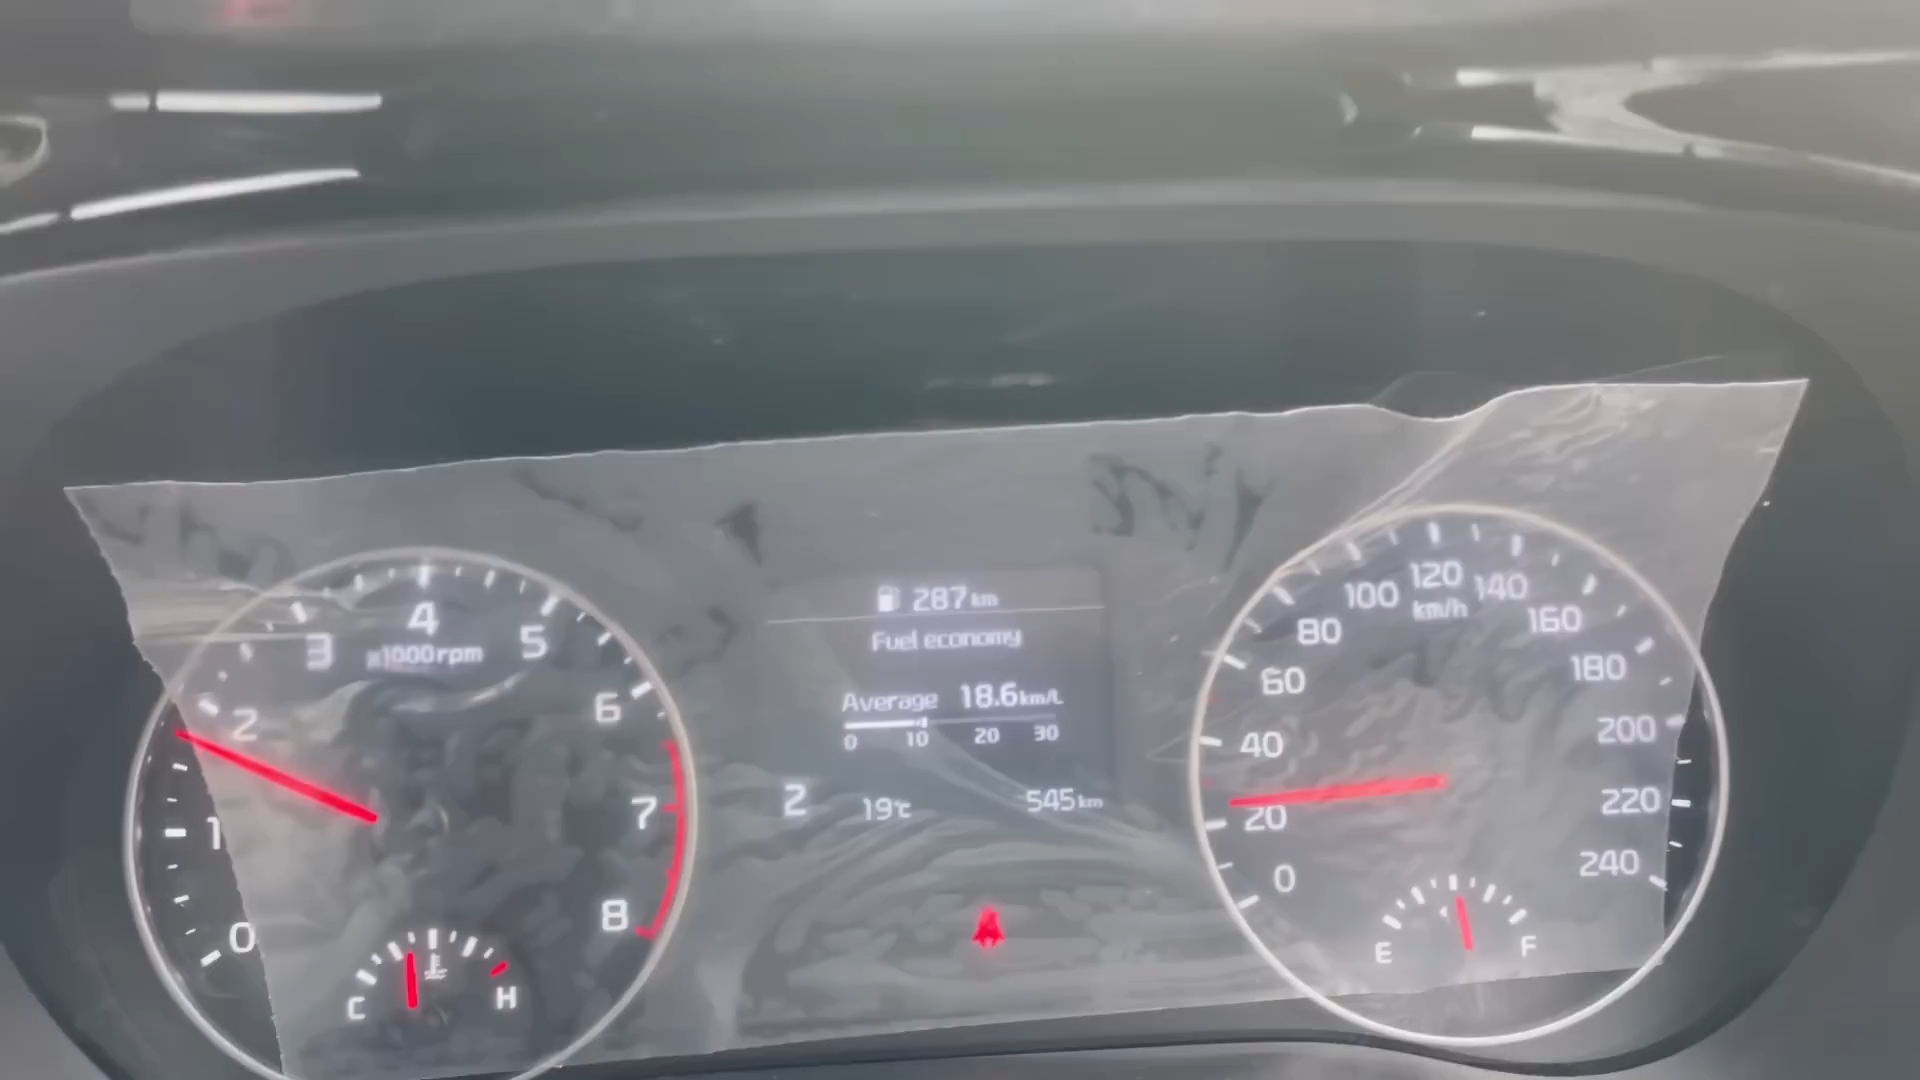 287 km
Fuel economy
Average 18.6 km/L
0 10 20 30
2 19℃ 545 km
0 1 2 3 4 5 6 7 8
x1000rpm
C H
0 20 40 60 80 100 120 140 160 180 200 220 240
km/h
E F